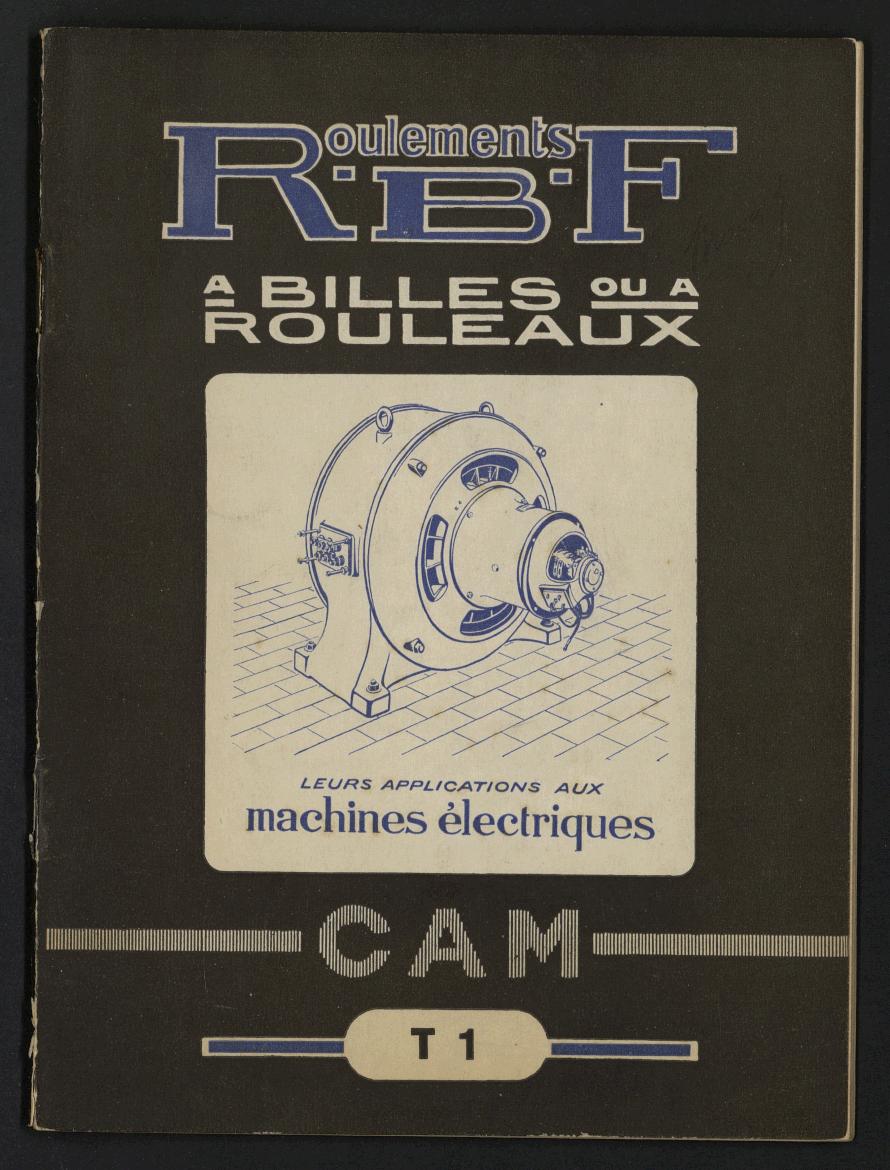 Roulements
R·B·F
A BILLES OU A
ROULEAUX
LEURS APPLICATIONS AUX
machines électriques
CAM
T 1